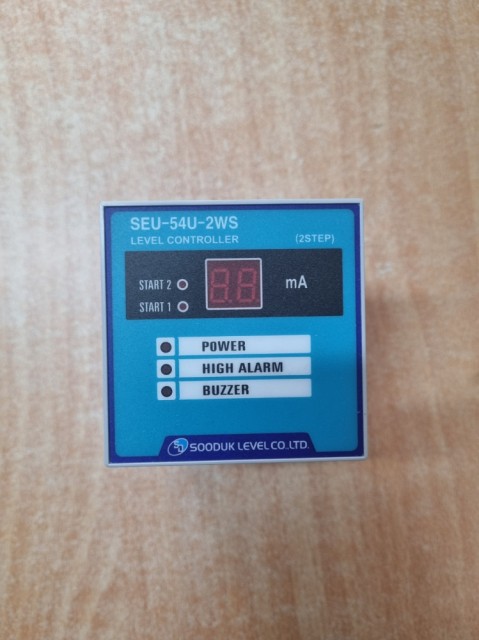 SEU-54U-2WS
LEVEL CONTROLLER (2STEP)
START 2
8.8. mA
START 1
POWER
HIGH ALARM
BUZZER
SOODUK LEVEL CO.LTD.